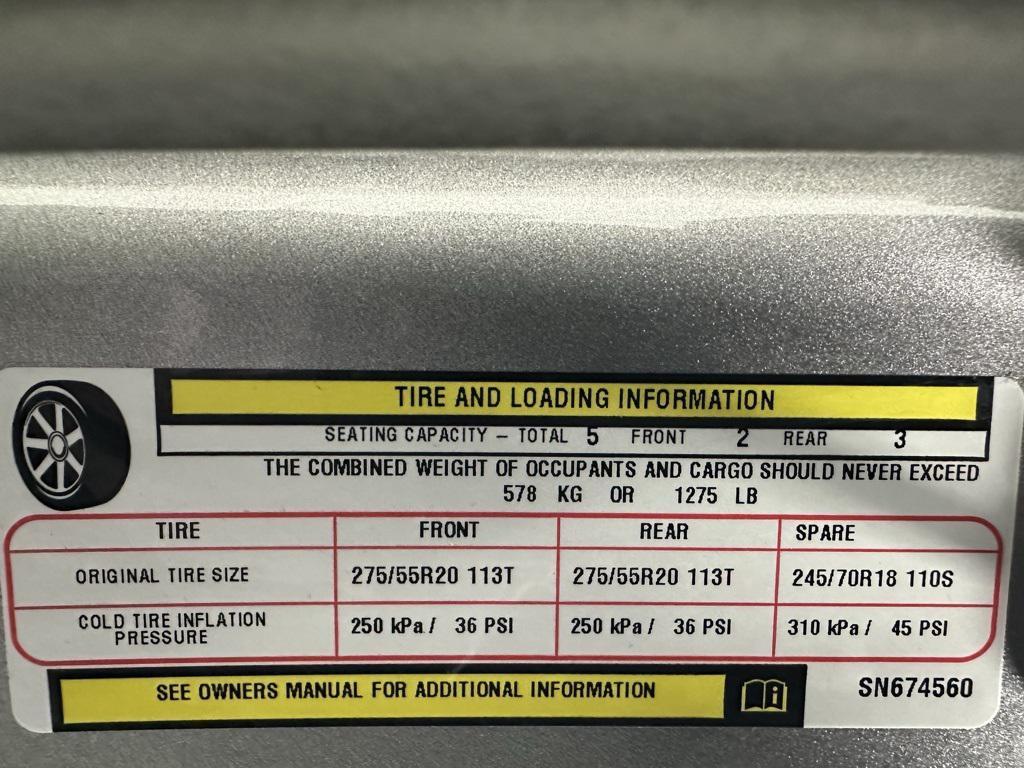 TIRE AND LOADING INFORMATION
SEATING CAPACITY – TOTAL 5 FRONT 2 REAR 3
THE COMBINED WEIGHT OF OCCUPANTS AND CARGO SHOULD NEVER EXCEED
578 KG OR 1275 LB
TIRE FRONT REAR SPARE
ORIGINAL TIRE SIZE 275/55R20 113T 275/55R20 113T 245/70R18 110S
COLD TIRE INFLATION
PRESSURE 250 kPa / 36 PSI 250 kPa / 36 PSI 310 kPa / 45 PSI
SEE OWNERS MANUAL FOR ADDITIONAL INFORMATION
SN674560